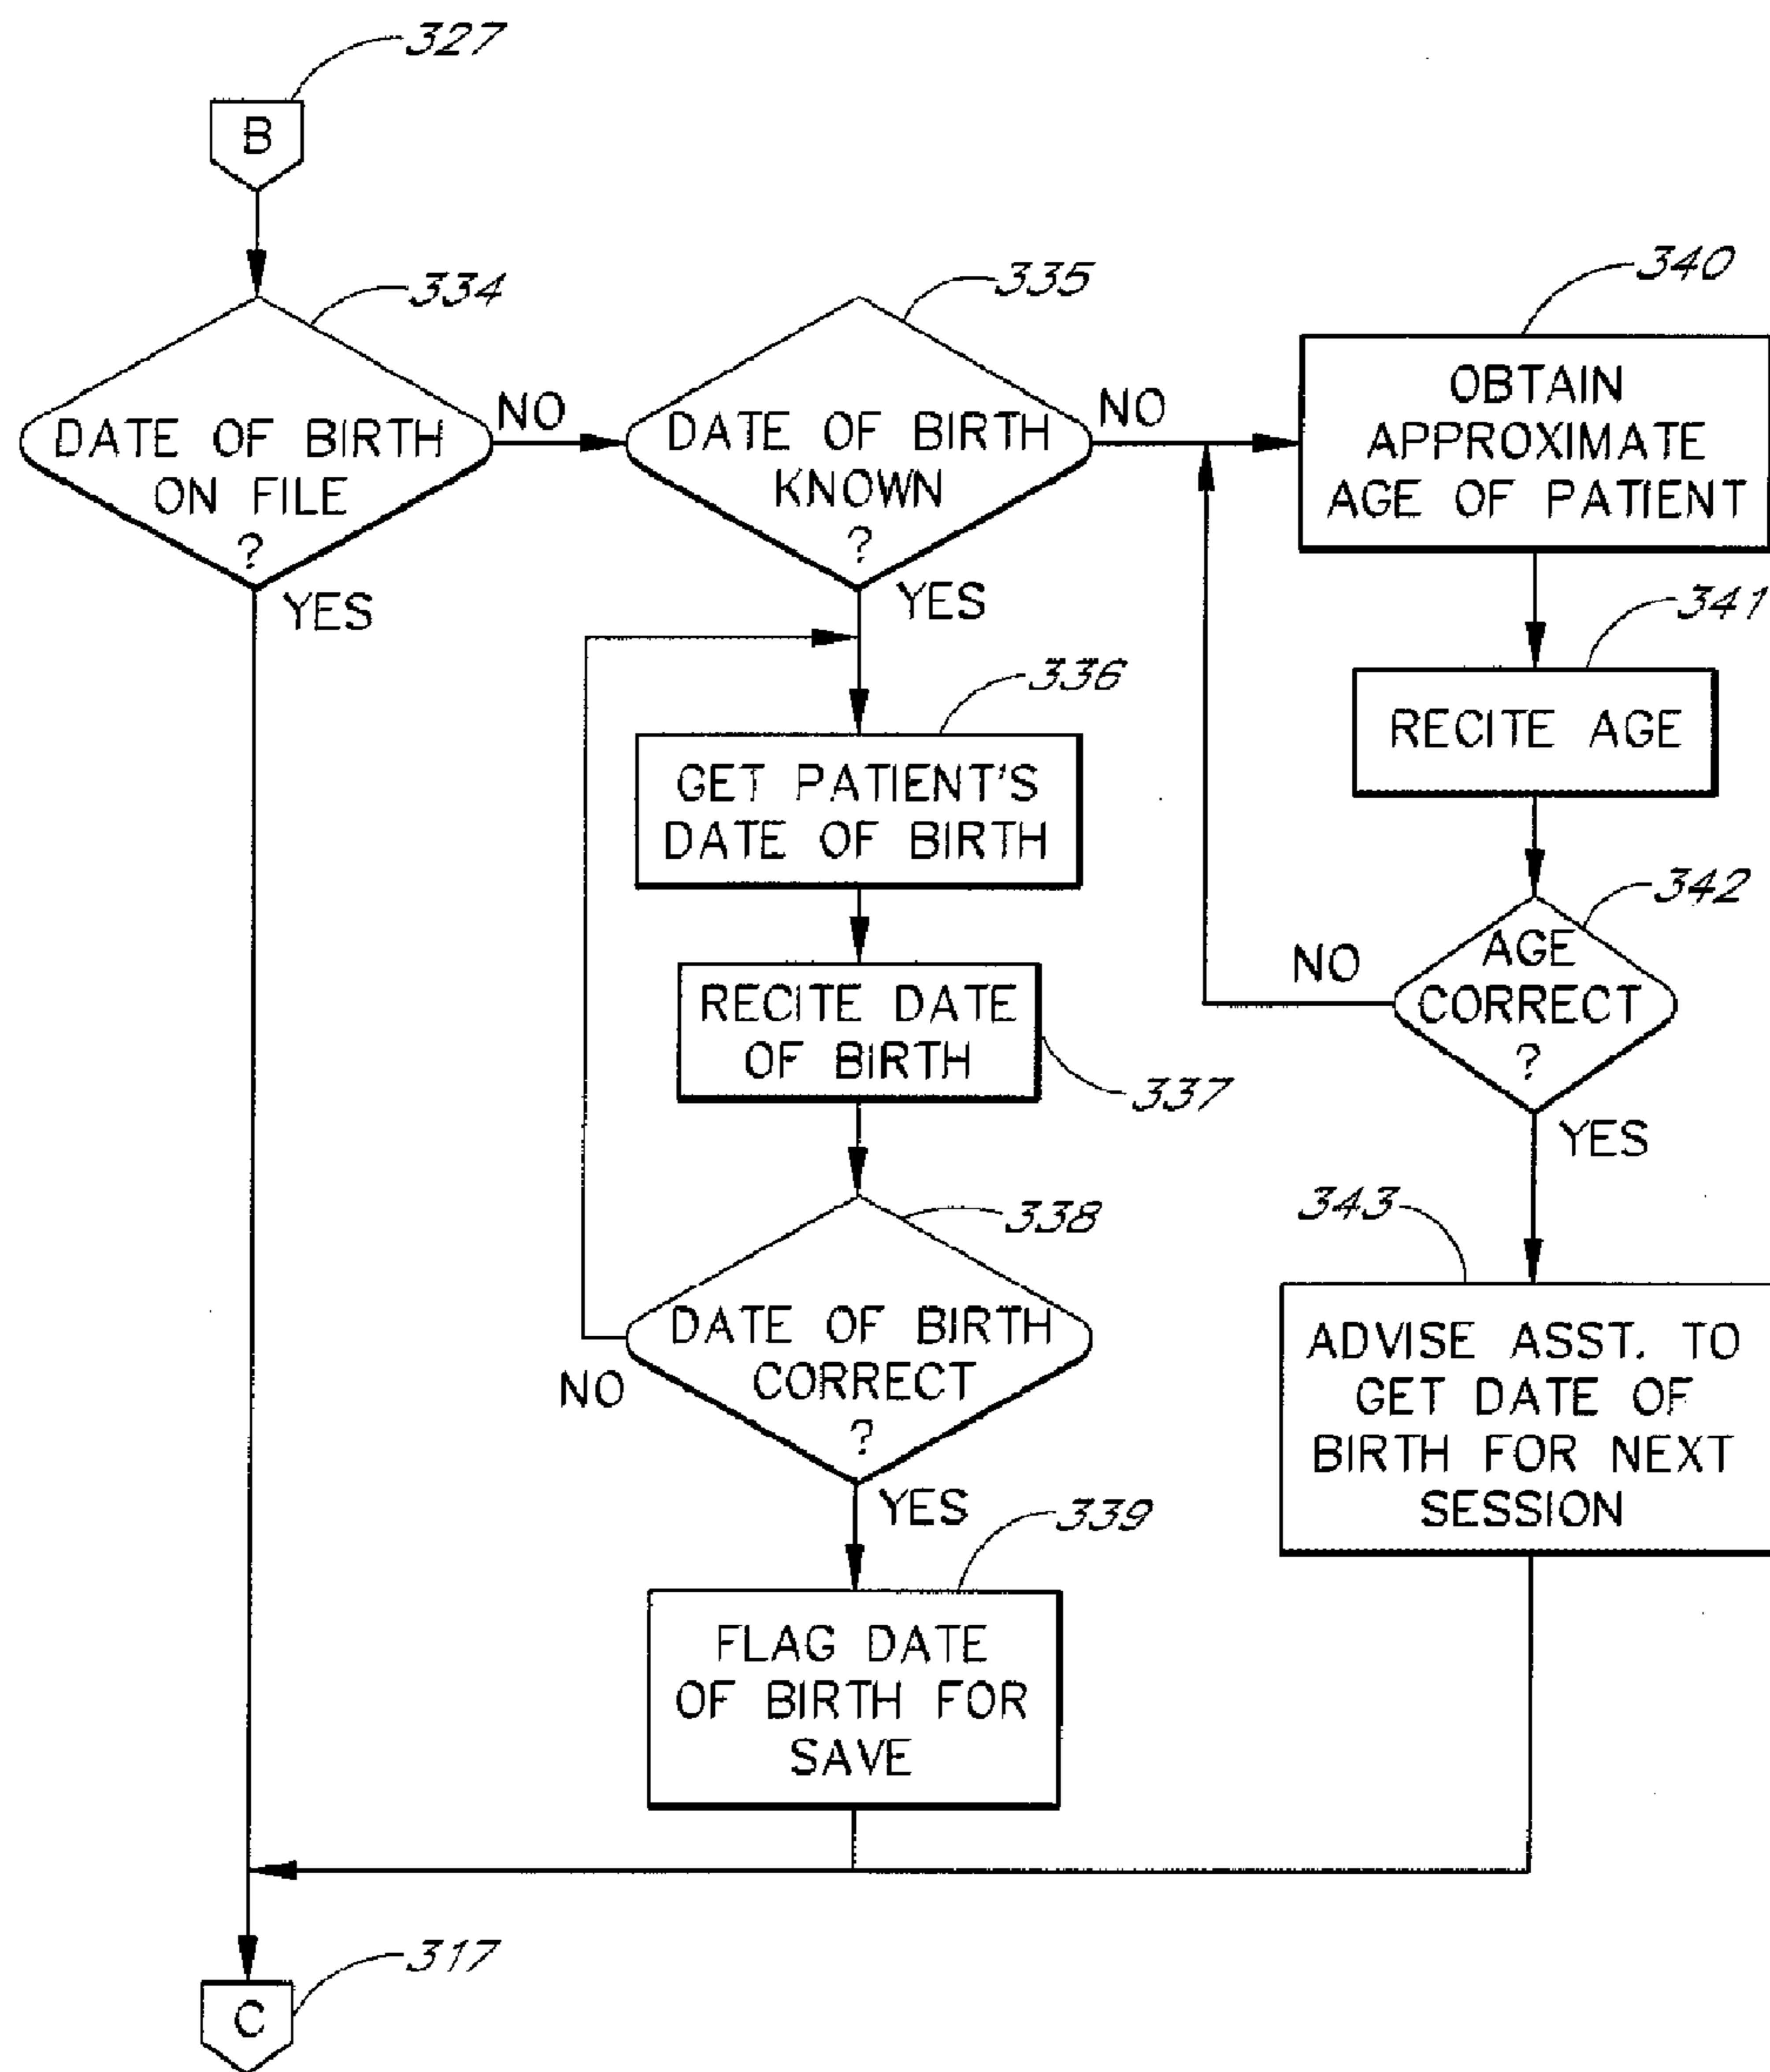 327
B
334
DATE OF BIRTH
ON FILE
?
NO
YES
335
DATE OF BIRTH
KNOWN
?
NO
YES
340
OBTAIN
APPROXIMATE
AGE OF PATIENT
341
RECITE AGE
342
AGE
CORRECT
?
NO
YES
343
ADVISE ASST. TO
GET DATE OF
BIRTH FOR NEXT
SESSION
336
GET PATIENT'S
DATE OF BIRTH
RECITE DATE
OF BIRTH
337
338
DATE OF BIRTH
CORRECT
?
NO
YES
339
FLAG DATE
OF BIRTH FOR
SAVE
317
C